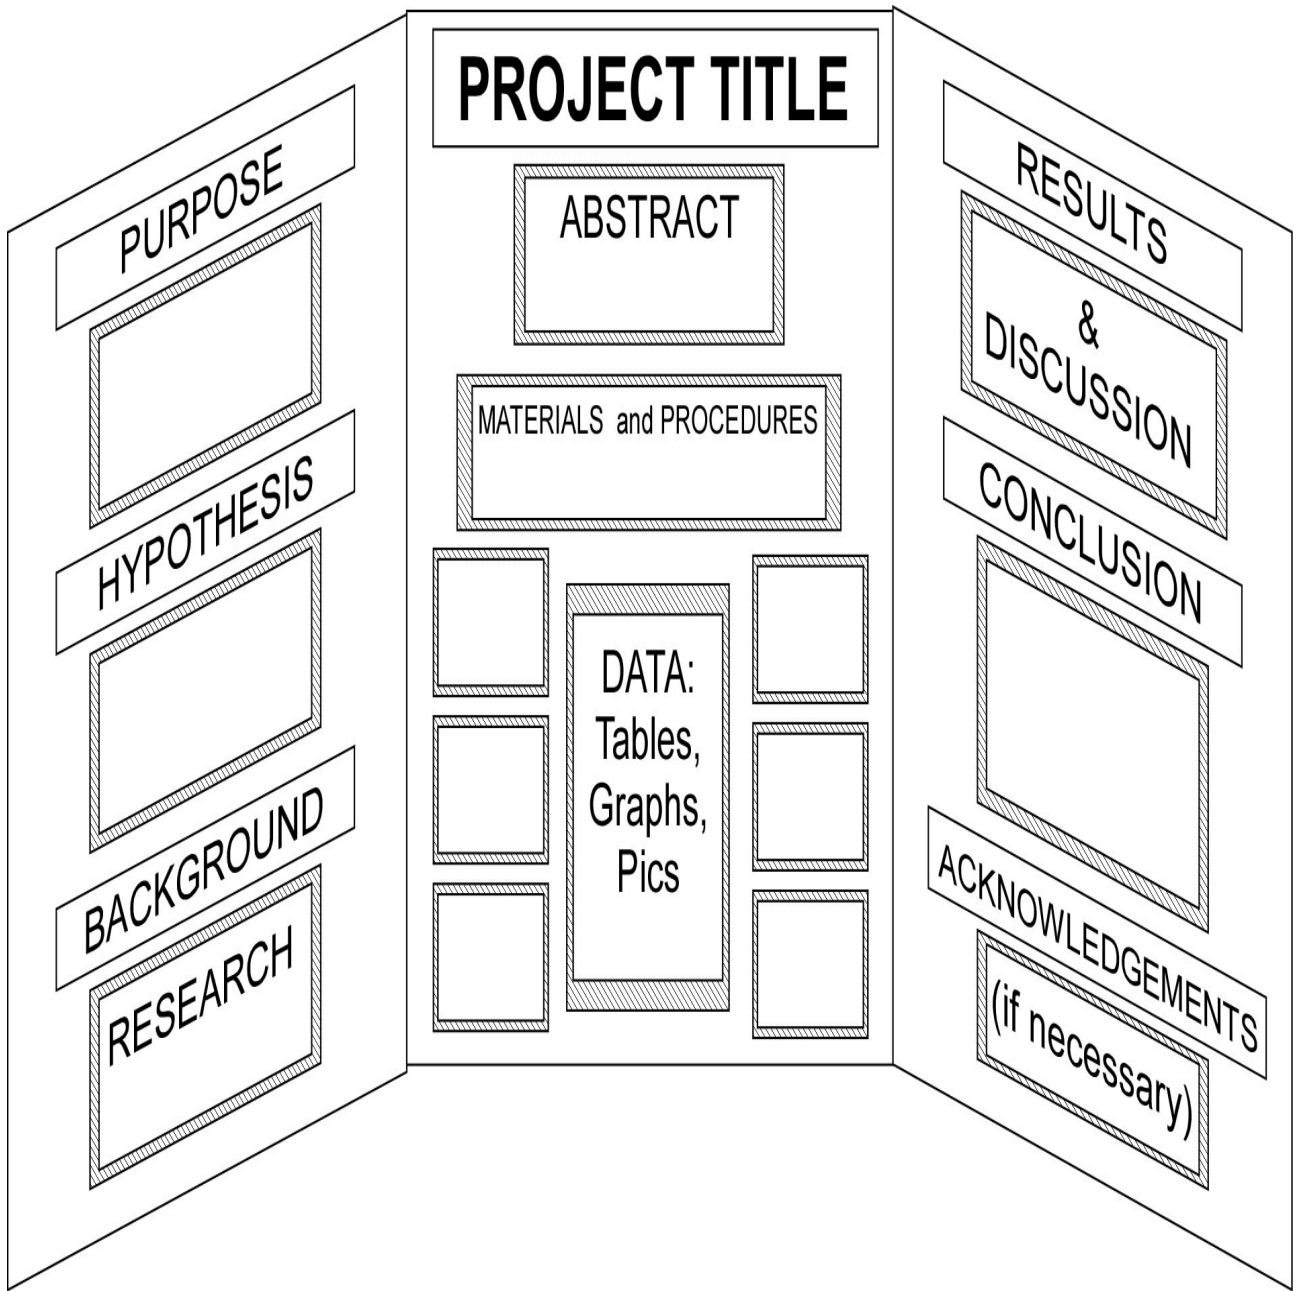 PURPOSE
HYPOTHESIS
BACKGROUND
RESEARCH
PROJECT TITLE
ABSTRACT
MATERIALS and PROCEDURES
DATA:
Tables,
Graphs,
Pics
RESULTS
&
DISCUSSION
CONCLUSION
ACKNOWLEDGEMENTS
(if necessary)